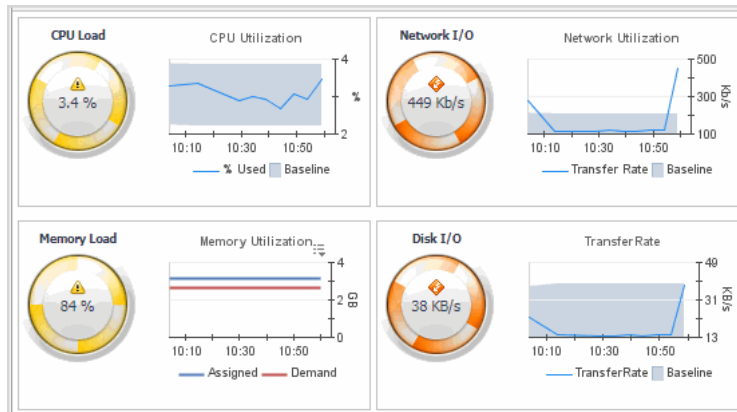 CPU Load
CPU Utilization
3.4 %
4
%
2
10:10 10:30 10:50
% Used Baseline
Network I/O
Network Utilization
449 Kb/s
500
300
Kb/s
100
10:10 10:30 10:50
Transfer Rate Baseline
Memory Load
Memory Utilization
84 %
4
2
GB
0
10:10 10:30 10:50
Assigned Demand
Disk I/O
TransferRate
38 KB/s
49
31
KB/s
13
10:10 10:30 10:50
TransferRate Baseline